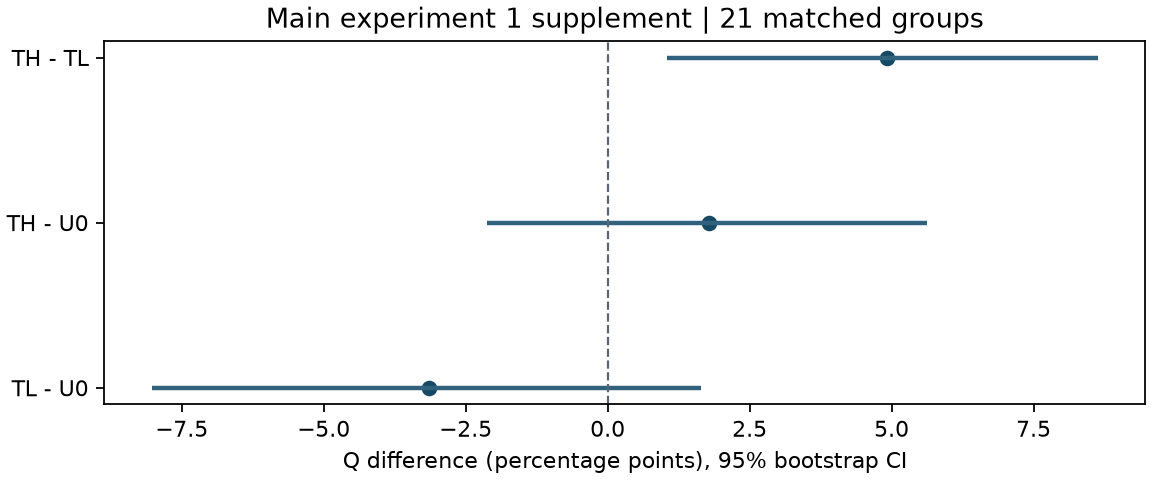 Main experiment 1 supplement | 21 matched groups
TH - TL
TH - U0
TL - U0
−7.5 −5.0 −2.5 0.0 2.5 5.0 7.5
Q difference (percentage points), 95% bootstrap CI